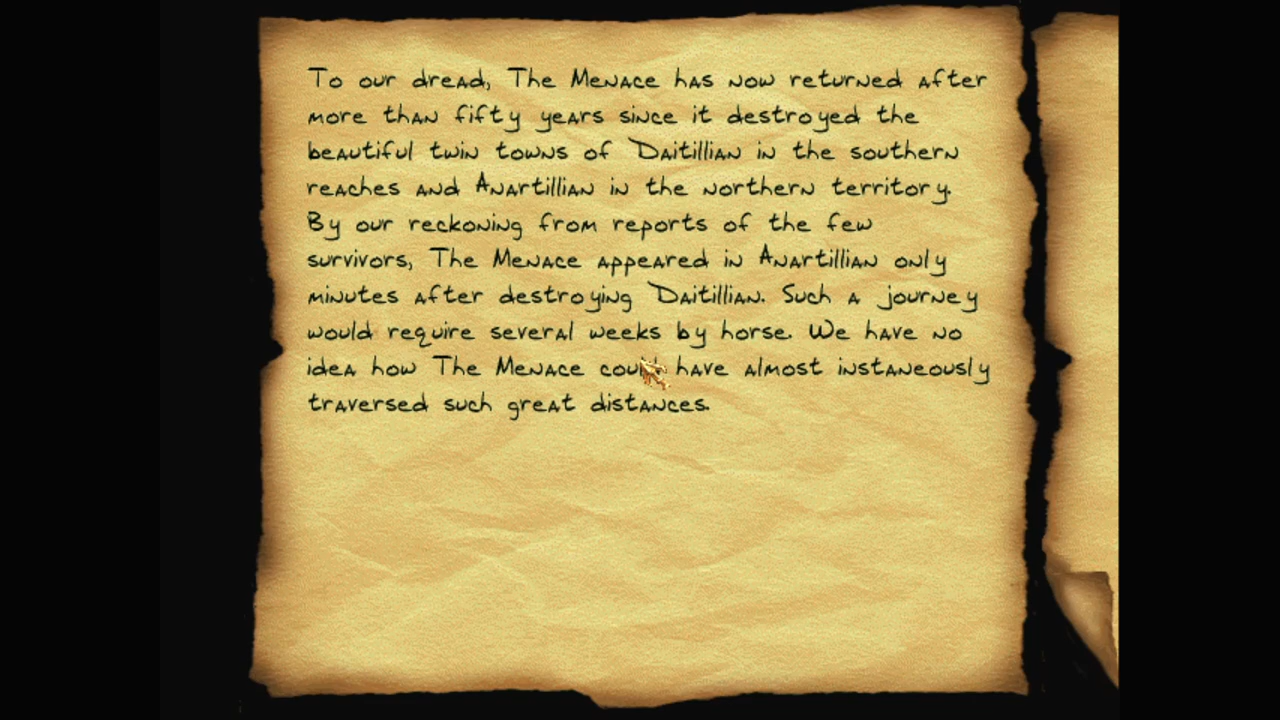 To our dread, The Menace has now returned after
more than fifty years since it destroyed the
beautiful twin towns of Daitillian in the southern
reaches and Anartillian in the northern territory.
By our reckoning from reports of the few
survivors, The Menace appeared in Anartillian only
minutes after destroying Daitillian. Such a journey
would require several weeks by horse. We have no
idea how The Menace could have almost instaneously
traversed such great distances.